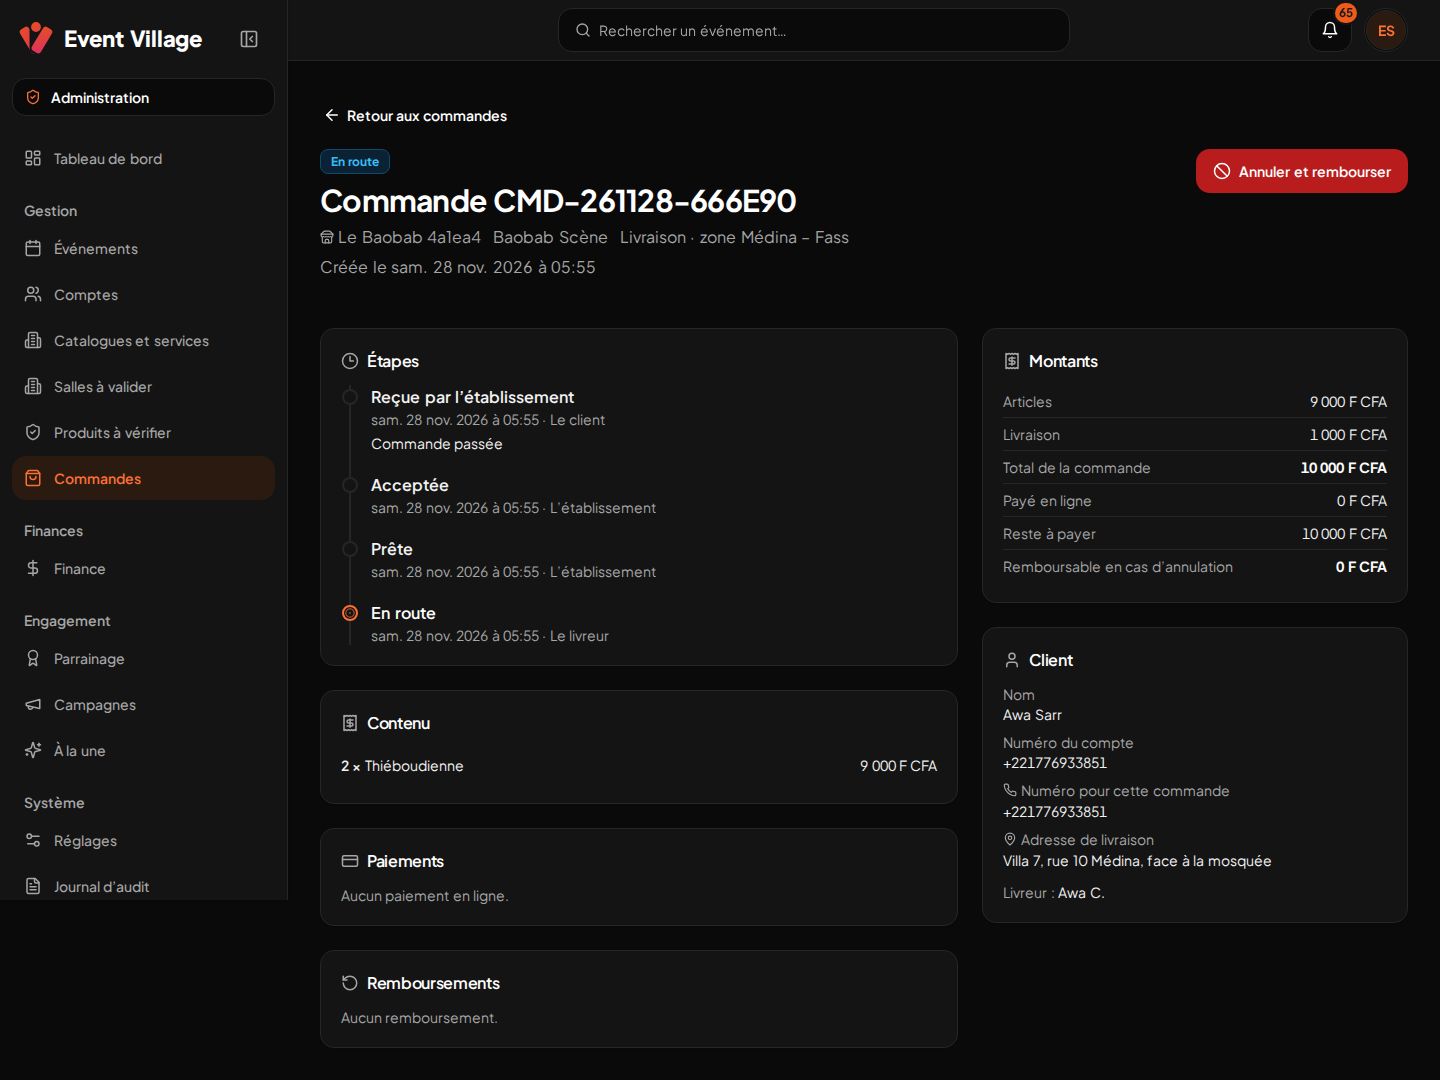 Event Village
Administration
Tableau de bord
Gestion
Événements
Comptes
Catalogues et services
Salles à valider
Produits à vérifier
Commandes
Finances
Finance
Engagement
Parrainage
Campagnes
À la une
Système
Réglages
Journal d’audit
Rechercher un événement...
65
ES
Retour aux commandes
En route
Annuler et rembourser
Commande CMD-261128-666E90
Le Baobab 4a1ea4 Baobab Scène Livraison · zone Médina – Fass
Créée le sam. 28 nov. 2026 à 05:55
Étapes
Reçue par l’établissement
sam. 28 nov. 2026 à 05:55 · Le client
Commande passée
Acceptée
sam. 28 nov. 2026 à 05:55 · L’établissement
Prête
sam. 28 nov. 2026 à 05:55 · L’établissement
En route
sam. 28 nov. 2026 à 05:55 · Le livreur
Contenu
2 × Thiéboudienne 9 000 F CFA
Paiements
Aucun paiement en ligne.
Remboursements
Aucun remboursement.
Montants
Articles 9 000 F CFA
Livraison 1 000 F CFA
Total de la commande 10 000 F CFA
Payé en ligne 0 F CFA
Reste à payer 10 000 F CFA
Remboursable en cas d’annulation 0 F CFA
Client
Nom
Awa Sarr
Numéro du compte
+221776933851
Numéro pour cette commande
+221776933851
Adresse de livraison
Villa 7, rue 10 Médina, face à la mosquée
Livreur : Awa C.